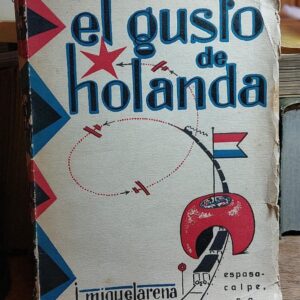 el gusto
de
holanda
j. miquelarena
espasa-
calpe,